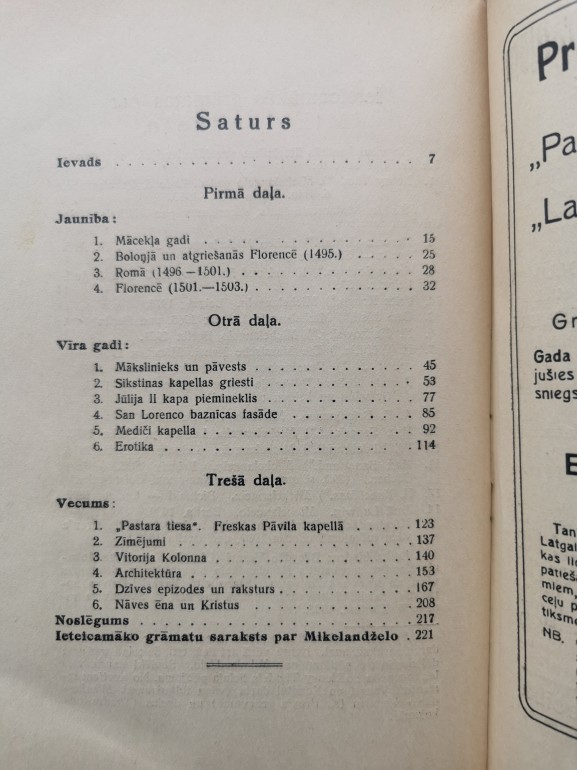 Saturs
Ievads . . . . . . . . . . . . . . . . . . . . . . . 7
Pirmā daļa.
Jaunība:
1. Mācekļa gadi . . . . . . . . . . . . . . . . 15
2. Boloņjā un atgriešanās Florencē (1495.) . . . . . 25
3. Romā (1496.—1501.) . . . . . . . . . . . . . 28
4. Florencē (1501.—1503.) . . . . . . . . . . . . 32
Otrā daļa.
Vīra gadi:
1. Mākslinieks un pāvests . . . . . . . . . . . . 45
2. Sikstinas kapellas griesti . . . . . . . . . . . . 53
3. Jūlija II kapa piemineklis . . . . . . . . . . . . 77
4. San Lorenco baznīcas fasāde . . . . . . . . . . 85
5. Mediči kapella . . . . . . . . . . . . . . . . 92
6. Erotika . . . . . . . . . . . . . . . . . . . . 114
Trešā daļa.
Vecums:
1. „Pastara tiesa“. Freskas Pāvila kapellā . . . . . 123
2. Zīmējumi . . . . . . . . . . . . . . . . . . 137
3. Vitorija Kolonna . . . . . . . . . . . . . . . 140
4. Architektūra . . . . . . . . . . . . . . . . . 153
5. Dzīves epizodes un raksturs . . . . . . . . . . 167
6. Nāves ēna un Kristus . . . . . . . . . . . . . 208
Noslēgums . . . . . . . . . . . . . . . . . . . . . 217
Ieteicamāko grāmatu saraksts par Mikelandželo . 221
Pr
„Pa
„La
Gr
Gada
jušies
sniegs
E
Tan
Latgal
kas lie
patieš
miem,
ceļu p
tiksme
NB.